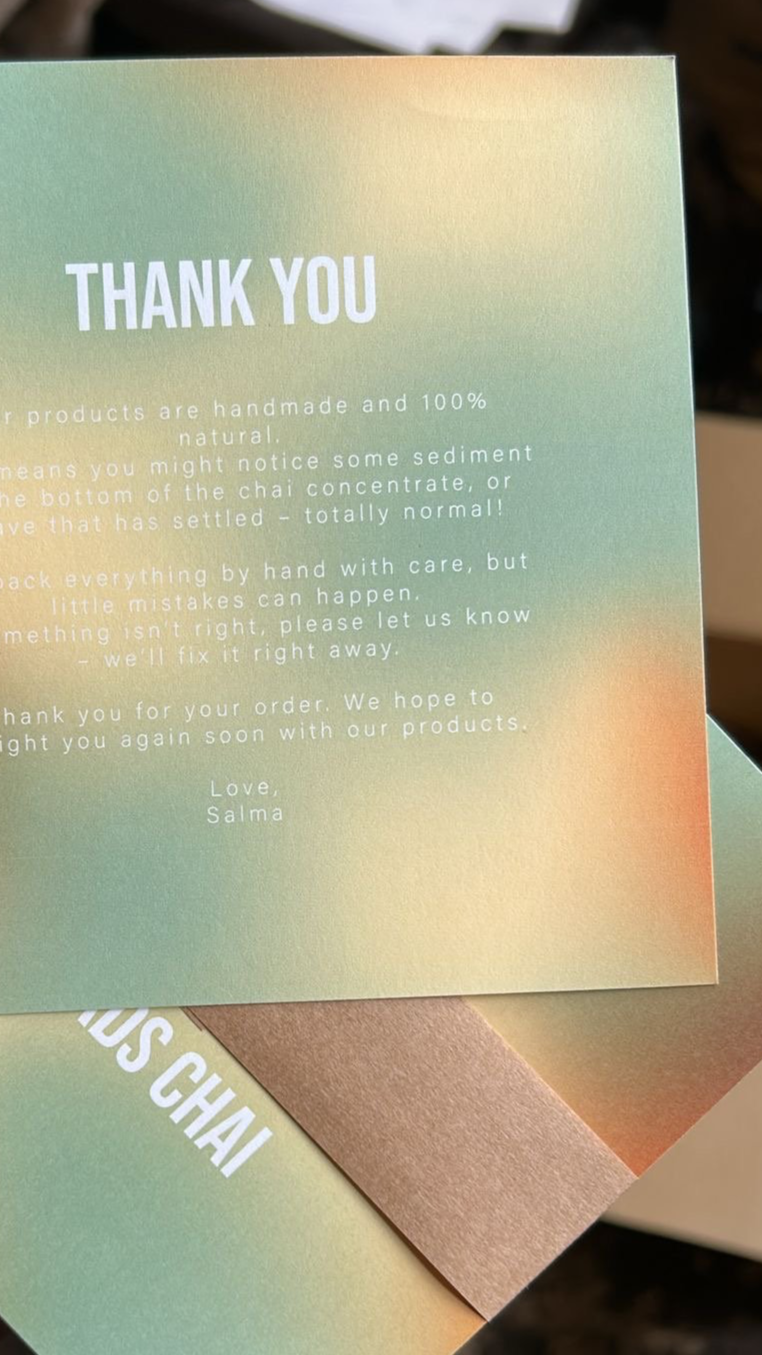 THANK YOU
r products are handmade and 100%
natural.
means you might notice some sediment
he bottom of the chai concentrate, or
ve that has settled – totally normal!
ack everything by hand with care, but
little mistakes can happen.
mething isn't right, please let us know
– we'll fix it right away.
hank you for your order. We hope to
ight you again soon with our products.
Love,
Salma
DS CHAI